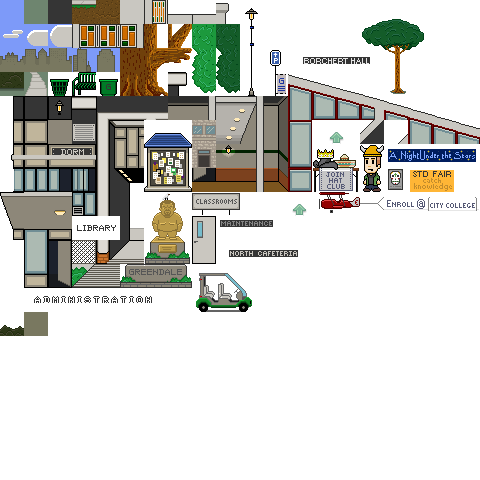 BORCHERT HALL
P
G
DORM
A Night Under the Stars
JOIN
HAT
CLUB
STD FAIR
catch
knowledge
CLASSROOMS
ENROLL @ CITY COLLEGE
MAINTENANCE
LIBRARY
NORTH CAFETERIA
GREENDALE
ADMINISTRATION